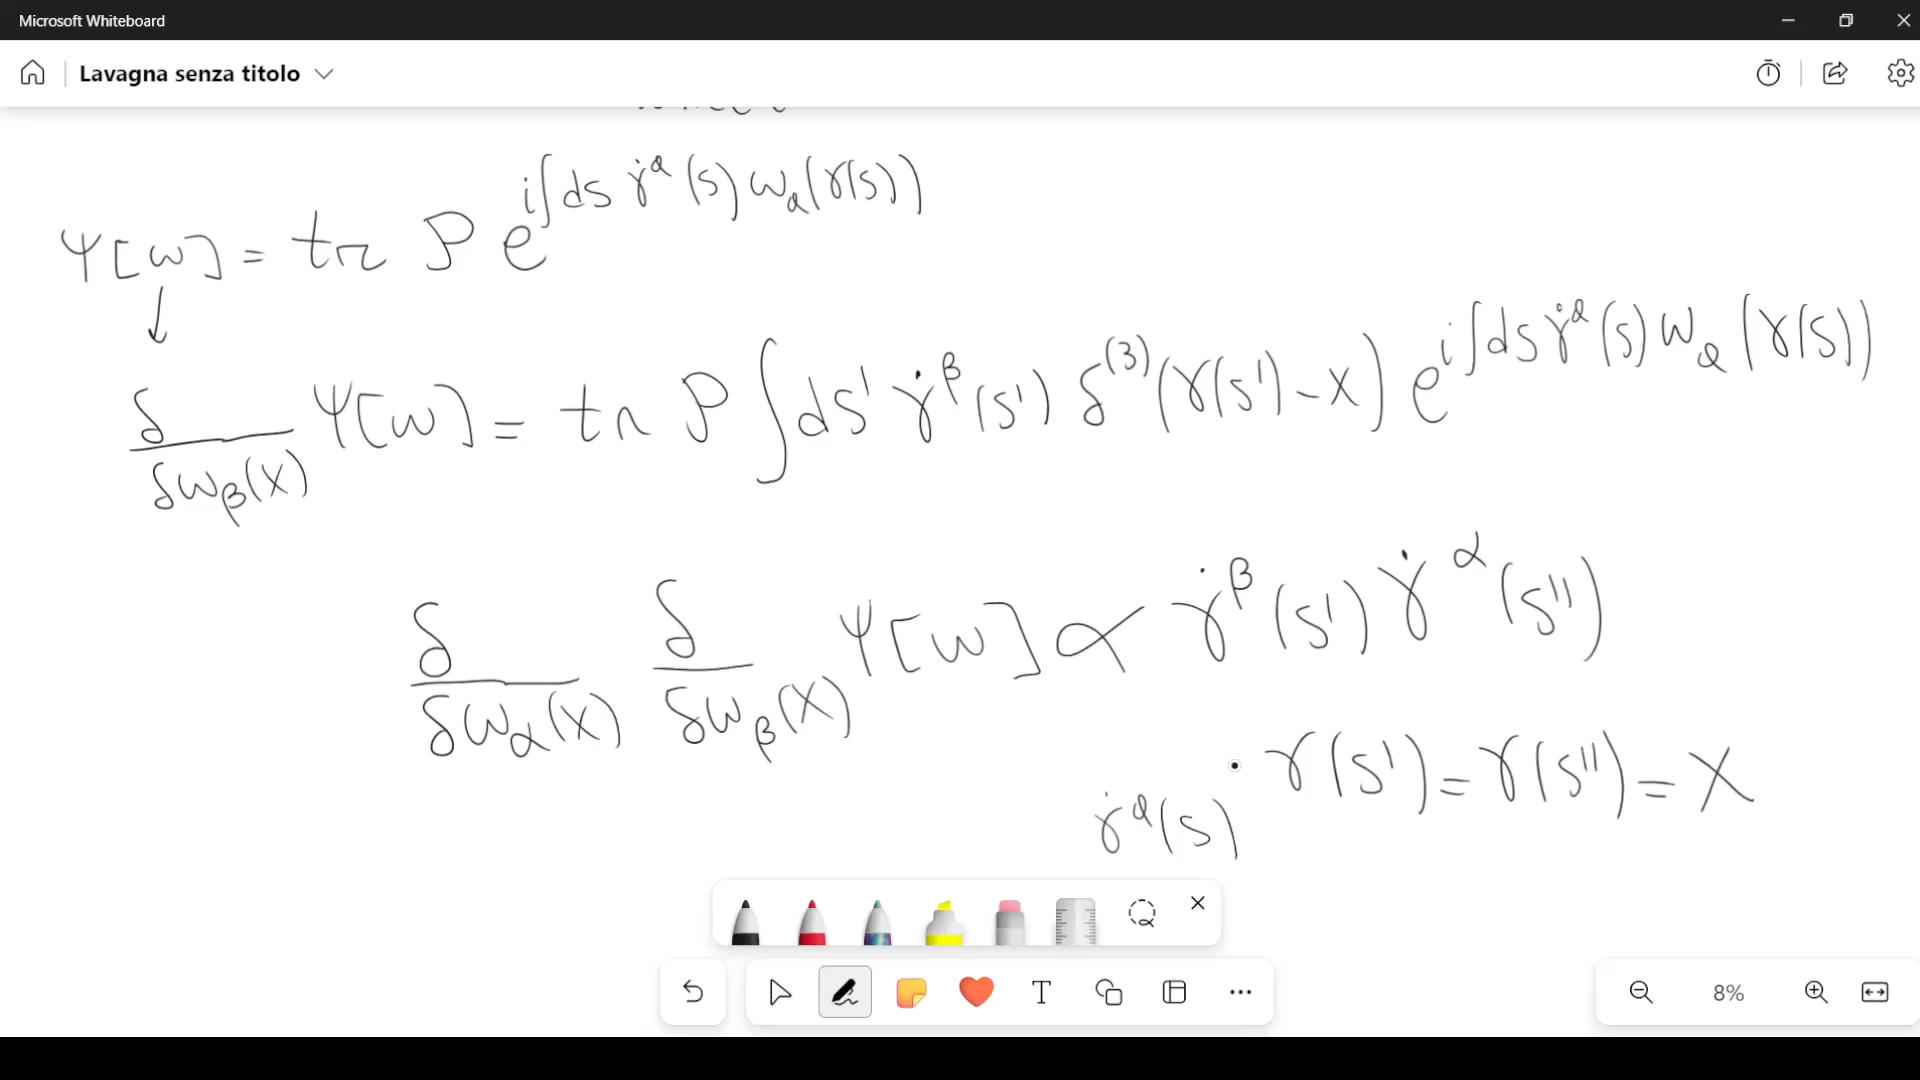 Microsoft Whiteboard
Lavagna senza titolo
Ψ[ω] = tr P e^{i∫ds γ̇^α(s) ω_α(γ(s))}
↓
δ/δω_β(x) Ψ[ω] = tr P ∫ds' γ̇^β(s') δ^{(3)}(γ(s')-x) e^{i∫ds γ̇^α(s) ω_α(γ(s))}
δ/δω_α(x) δ/δω_β(x) Ψ[ω] ∝ γ̇^β(s') γ̇^α(s'')
γ(s') = γ(s'') = x
γ̇^α(s)
8%